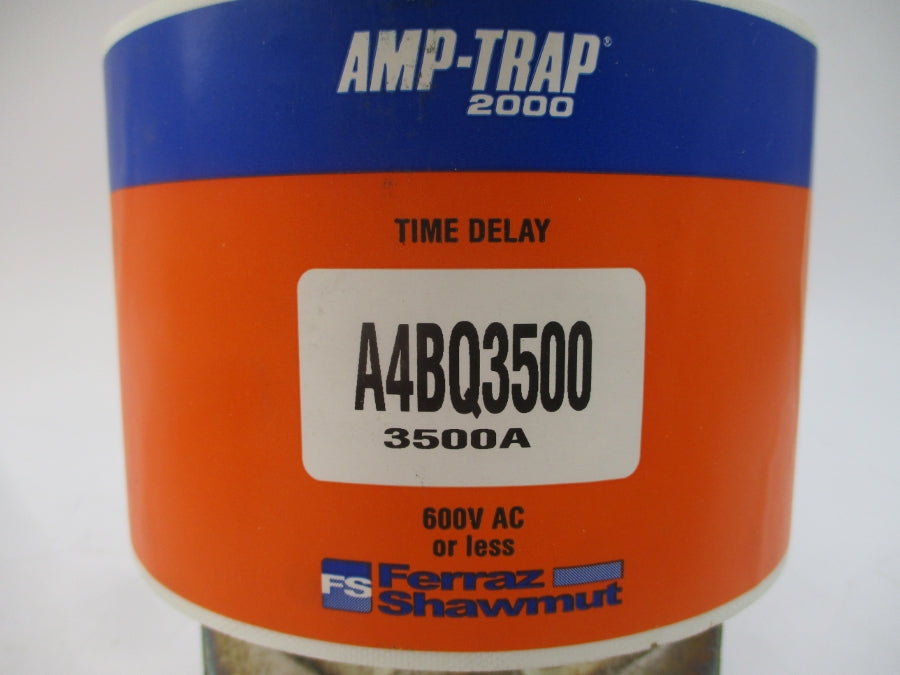 AMP-TRAP®
2000
TIME DELAY
A4BQ3500
3500A
600V AC
or less
FS Ferraz
Shawmut